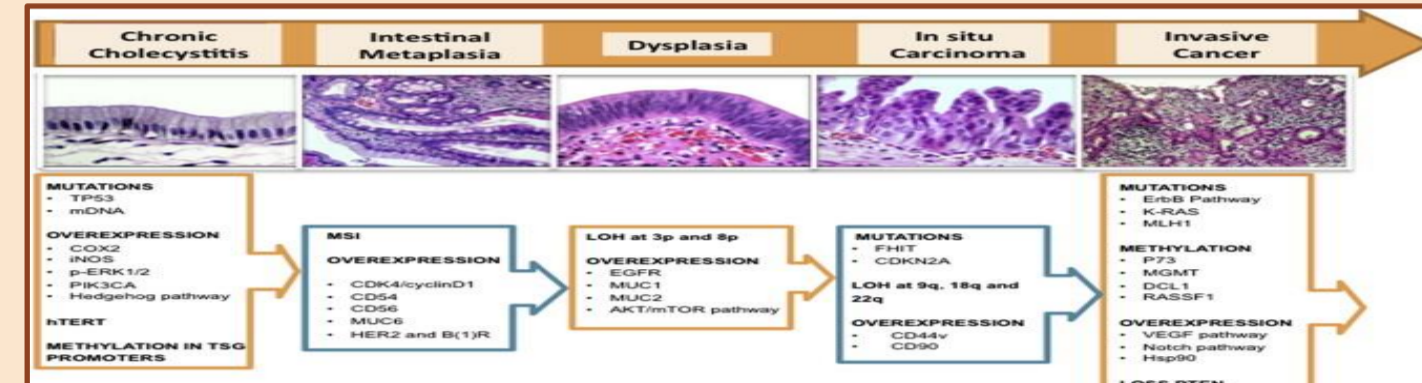 Chronic
Cholecystitis
Intestinal
Metaplasia
Dysplasia
In situ
Carcinoma
Invasive
Cancer
MUTATIONS
• TP53
• mDNA
OVEREXPRESSION
• COX2
• iNOS
• p-ERK1/2
• PIK3CA
• Hedgehog pathway
hTERT
METHYLATION IN TSG
PROMOTERS
MSI
OVEREXPRESSION
• CDK4/cyclinD1
• CD54
• CD56
• MUC6
• HER2 and B(1)R
LOH at 3p and 8p
OVEREXPRESSION
• EGFR
• MUC1
• MUC2
• AKT/mTOR pathway
MUTATIONS
• FHIT
• CDKN2A
LOH at 9q, 18q and
22q
OVEREXPRESSION
• CD44v
• CD90
MUTATIONS
• ErbB Pathway
• K-RAS
• MLH1
METHYLATION
• P73
• MGMT
• DCL1
• RASSF1
OVEREXPRESSION
• VEGF pathway
• Notch pathway
• Hsp90
LOSS PTEN